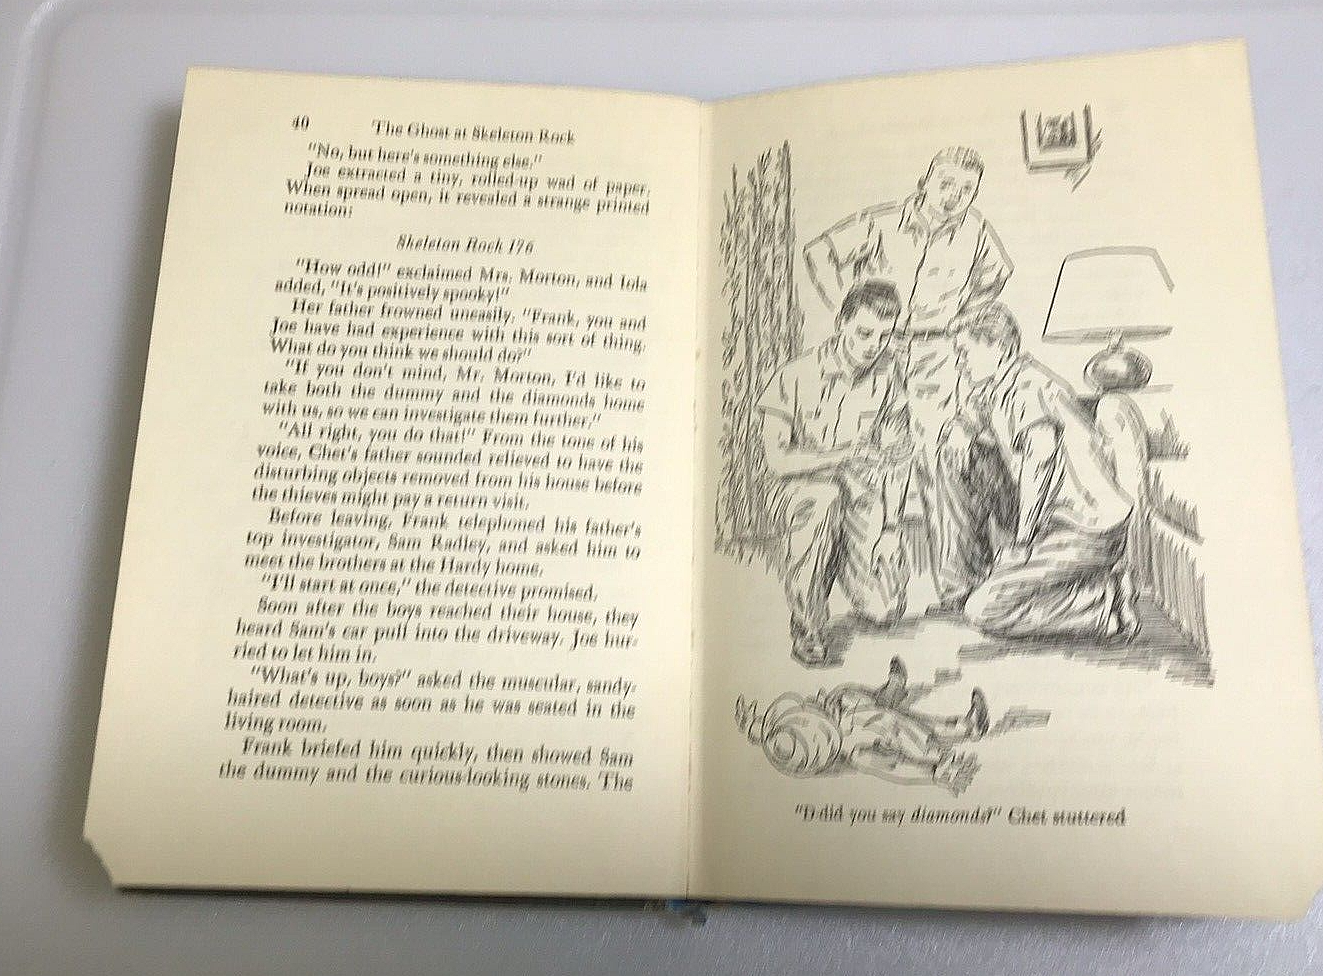 40 The Ghost at Skeleton Rock
"No, but here's something else."
Joe extracted a tiny, rolled-up wad of paper.
When spread open, it revealed a strange printed
notation:
Skeleton Rock 176
"How odd!" exclaimed Mrs. Morton, and Iola
added, "It's positively spooky!"
Her father frowned uneasily. "Frank, you and
Joe have had experience with this sort of thing.
What do you think we should do?"
"If you don't mind, Mr. Morton, I'd like to
take both the dummy and the diamonds home
with us, so we can investigate them further."
"All right, you do that!" From the tone of his
voice, Chet's father sounded relieved to have the
disturbing objects removed from his house before
the thieves might pay a return visit.
Before leaving, Frank telephoned his father's
top investigator, Sam Radley, and asked him to
meet the brothers at the Hardy home.
"I'll start at once," the detective promised.
Soon after the boys reached their house, they
heard Sam's car pull into the driveway. Joe hur-
ried to let him in.
"What's up, boys?" asked the muscular, sandy-
haired detective as soon as he was seated in the
living room.
Frank briefed him quickly, then showed Sam
the dummy and the curious-looking stones. The
"D-did you say diamonds?" Chet stuttered